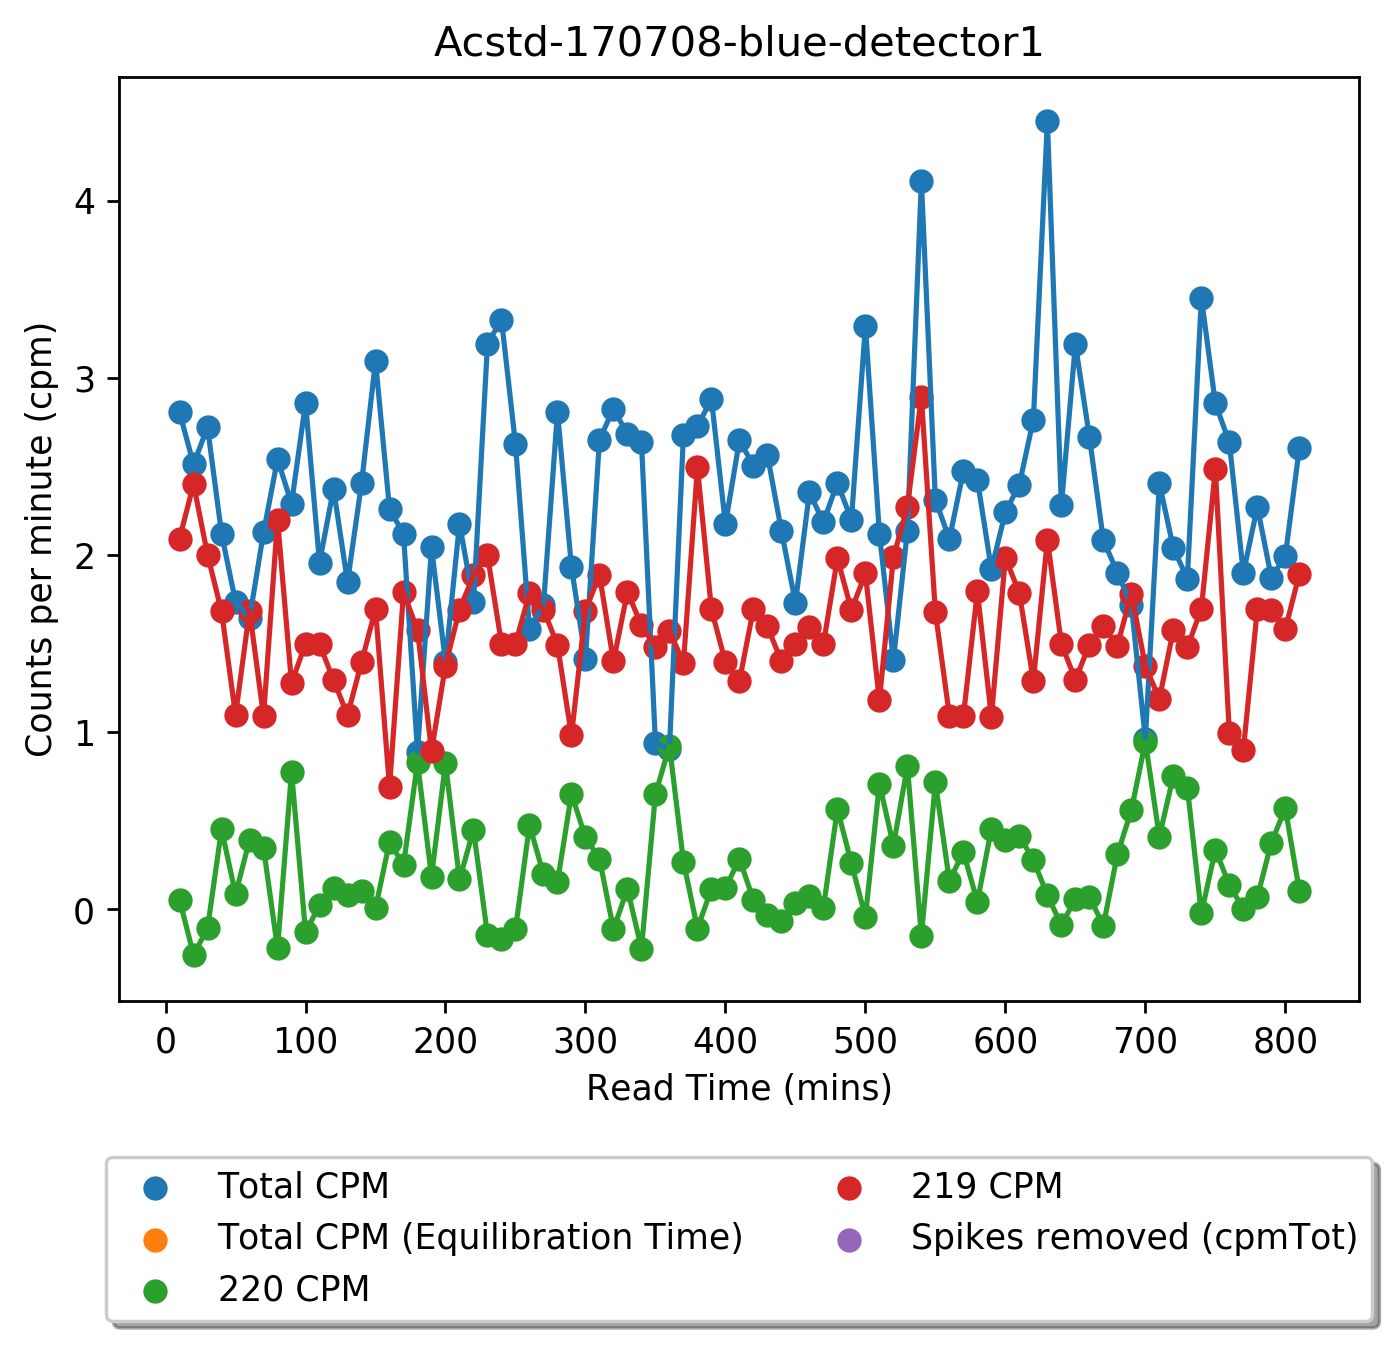 Acstd-170708-blue-detector1
Counts per minute (cpm)
4
3
2
1
0
0 100 200 300 400 500 600 700 800
Read Time (mins)
Total CPM
Total CPM (Equilibration Time)
220 CPM
219 CPM
Spikes removed (cpmTot)